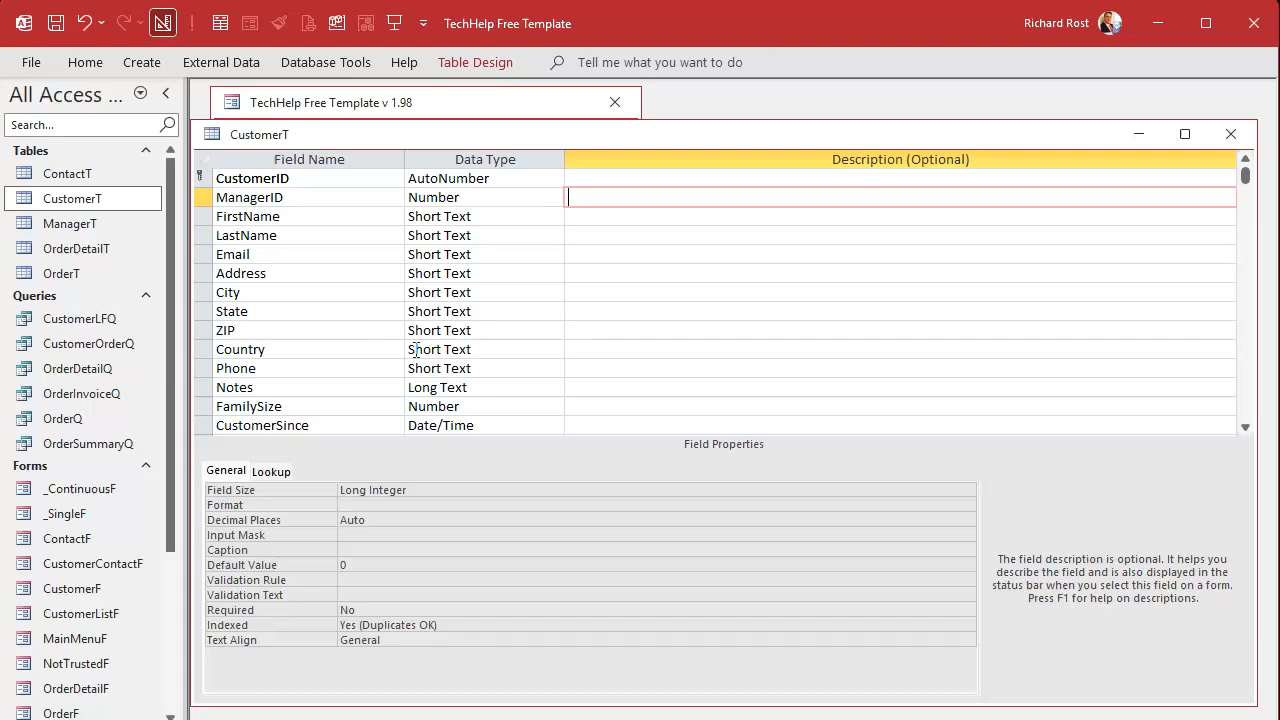 TechHelp Free Template
Richard Rost
File Home Create External Data Database Tools Help Table Design Tell me what you want to do
All Access ...
Search...
Tables
ContactT
CustomerT
ManagerT
OrderDetailT
OrderT
Queries
CustomerLFQ
CustomerOrderQ
OrderDetailQ
OrderInvoiceQ
OrderQ
OrderSummaryQ
Forms
_ContinuousF
_SingleF
ContactF
CustomerContactF
CustomerF
CustomerListF
MainMenuF
NotTrustedF
OrderDetailF
OrderF
TechHelp Free Template v 1.98
CustomerT
Field Name Data Type Description (Optional)
CustomerID AutoNumber
ManagerID Number
FirstName Short Text
LastName Short Text
Email Short Text
Address Short Text
City Short Text
State Short Text
ZIP Short Text
Country Short Text
Phone Short Text
Notes Long Text
FamilySize Number
CustomerSince Date/Time
Field Properties
General Lookup
Field Size Long Integer
Format
Decimal Places Auto
Input Mask
Caption
Default Value 0
Validation Rule
Validation Text
Required No
Indexed Yes (Duplicates OK)
Text Align General
The field description is optional. It helps you
describe the field and is also displayed in the
status bar when you select this field on a form.
Press F1 for help on descriptions.